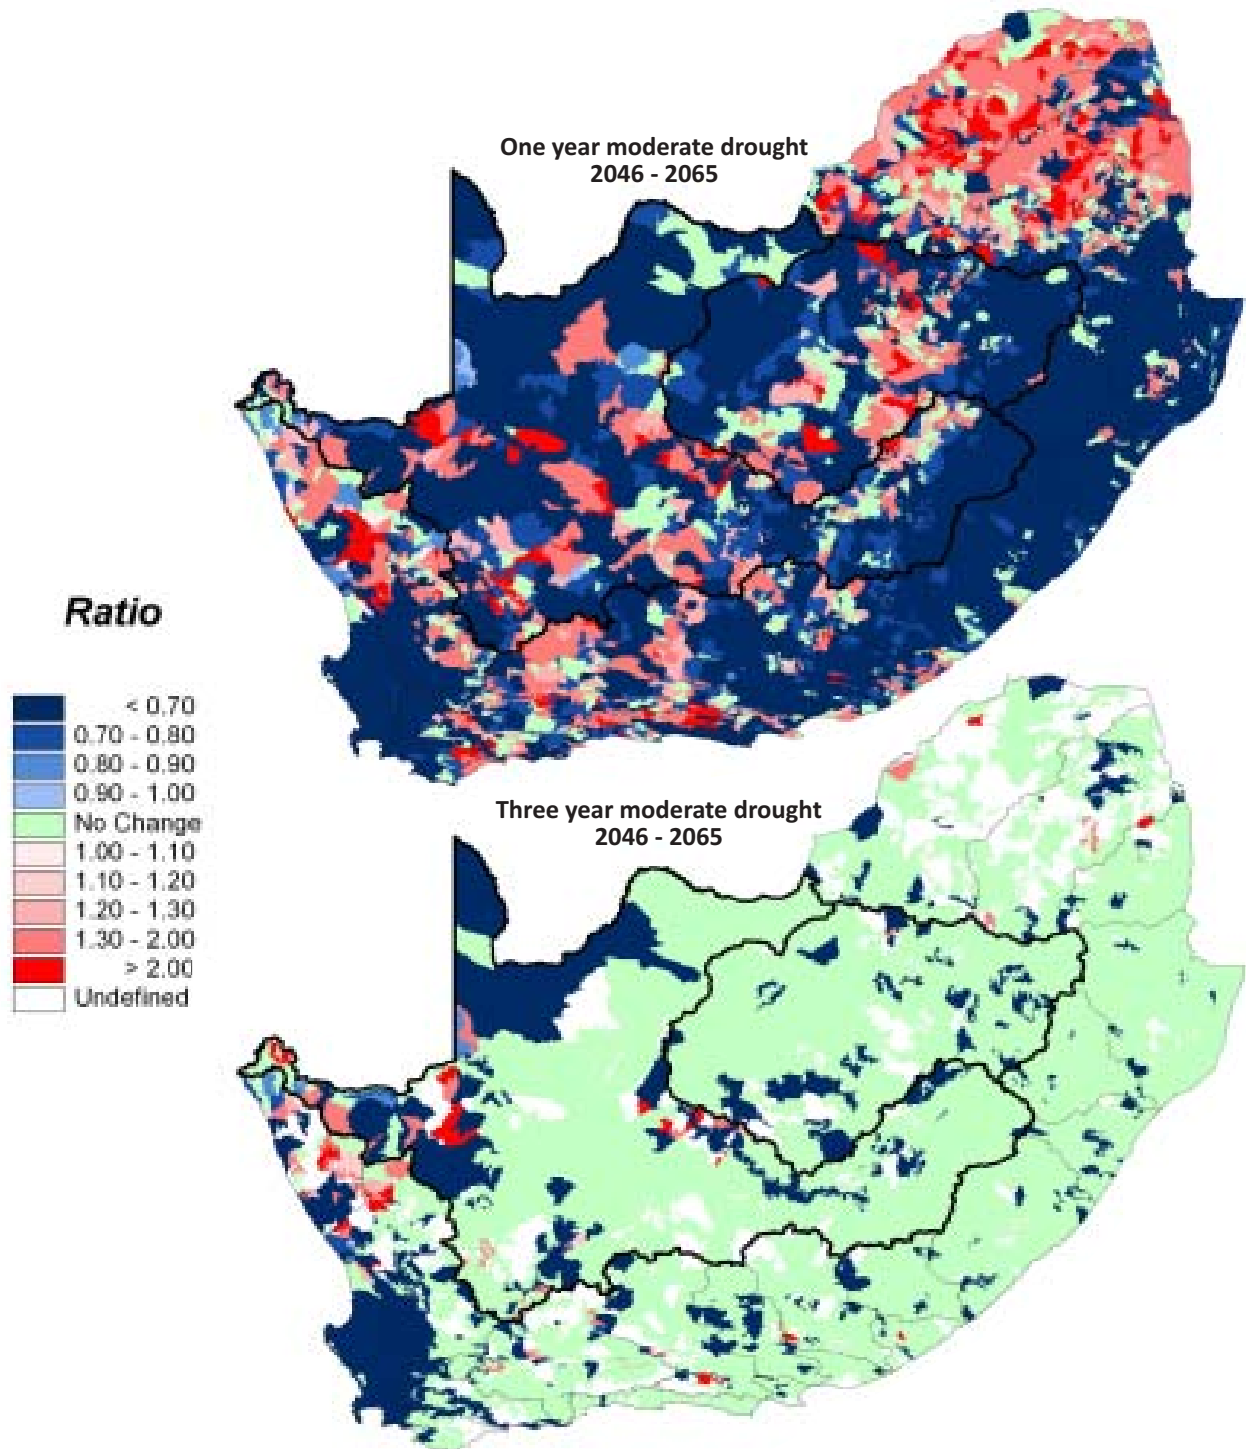 One year moderate drought
2046 - 2065
Ratio
< 0.70
0.70 - 0.80
0.80 - 0.90
0.90 - 1.00
No Change
1.00 - 1.10
1.10 - 1.20
1.20 - 1.30
1.30 - 2.00
> 2.00
Undefined
Three year moderate drought
2046 - 2065